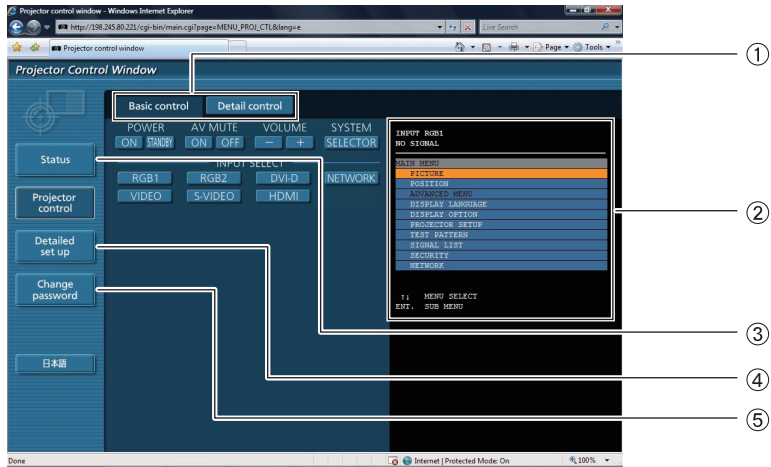 Projector control window - Windows Internet Explorer
http://198.245.80.221/cgi-bin/main.cgi?page=MENU_PROJ_CTL&lang=e
Live Search
Projector control window
Page Tools
Projector Control Window
Basic control Detail control
POWER AV MUTE VOLUME SYSTEM
ON STANDBY ON OFF - + SELECTOR
INPUT SELECT
RGB1 RGB2 DVI-D NETWORK
VIDEO S-VIDEO HDMI
Status
Projector
control
Detailed
set up
Change
password
日本語
INPUT RGB1
NO SIGNAL
MAIN MENU
PICTURE
POSITION
ADVANCED MENU
DISPLAY LANGUAGE
DISPLAY OPTION
PROJECTOR SETUP
TEST PATTERN
SIGNAL LIST
SECURITY
NETWORK
↑↓ MENU SELECT
ENT. SUB MENU
Done
Internet | Protected Mode: On
100%
①
②
③
④
⑤